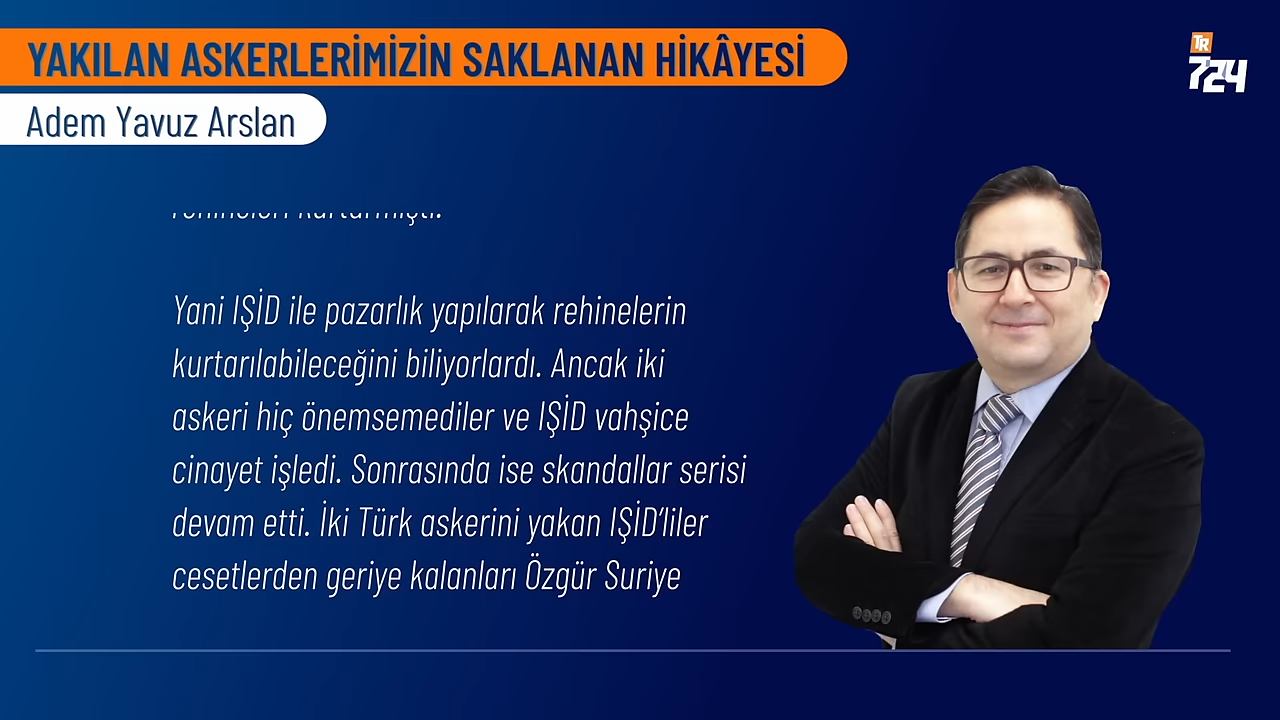 YAKILAN ASKERLERİMİZİN SAKLANAN HİKÂYESİ
TR
7/24
Adem Yavuz Arslan
Yani IŞİD ile pazarlık yapılarak rehinelerin
kurtarılabileceğini biliyorlardı. Ancak iki
askeri hiç önemsemediler ve IŞİD vahşice
cinayet işledi. Sonrasında ise skandallar serisi
devam etti. İki Türk askerini yakan IŞİD'liler
cesetlerden geriye kalanları Özgür Suriye